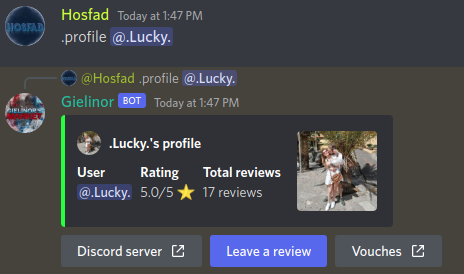 HOSFAD
Hosfad Today at 1:47 PM
.profile @.Lucky.
@Hosfad .profile @.Lucky.
Gielinor BOT Today at 1:47 PM
.Lucky.'s profile
User Rating Total reviews
@.Lucky. 5.0/5 ⭐ 17 reviews
Discord server Leave a review Vouches